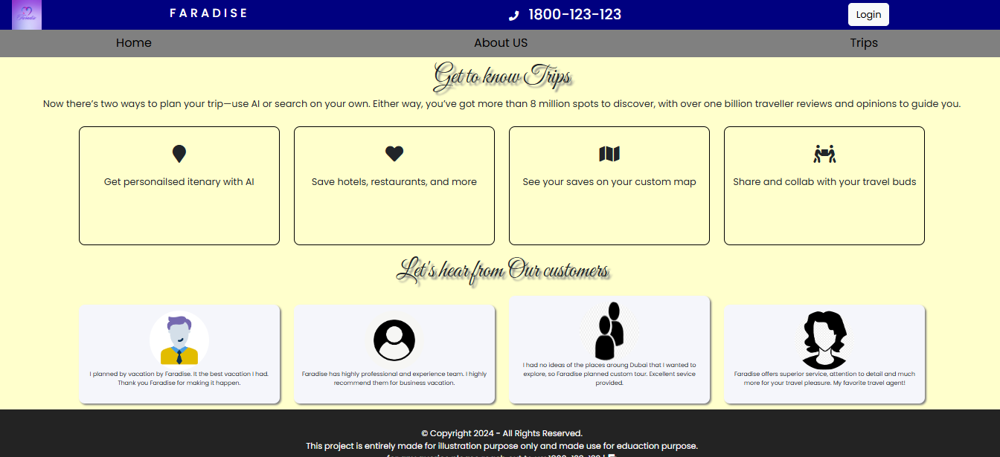 Faradise
FARADISE
1800-123-123
Login
Home
About US
Trips
Get to know Trips
Now there’s two ways to plan your trip—use AI or search on your own. Either way, you’ve got more than 8 million spots to discover, with over one billion traveller reviews and opinions to guide you.
Get personailsed itenary with AI
Save hotels, restaurants, and more
See your saves on your custom map
Share and collab with your travel buds
Let's hear from Our customers
I planned by vacation by Faradise. It the best vacation I had.
Thank you Faradise for making it happen.
Faradise has highly professional and experience team. I highly
recommend them for business vacation.
I had no ideas of the places aroung Dubai that I wanted to
explore, so Faradise planned custom tour. Excellent sevice
provided.
Faradise offers superior service, attention to detail and much
more for your travel pleasure. My favorite travel agent!
© Copyright 2024 - All Rights Reserved.
This project is entirely made for illustration purpose only and made use for eduaction purpose.